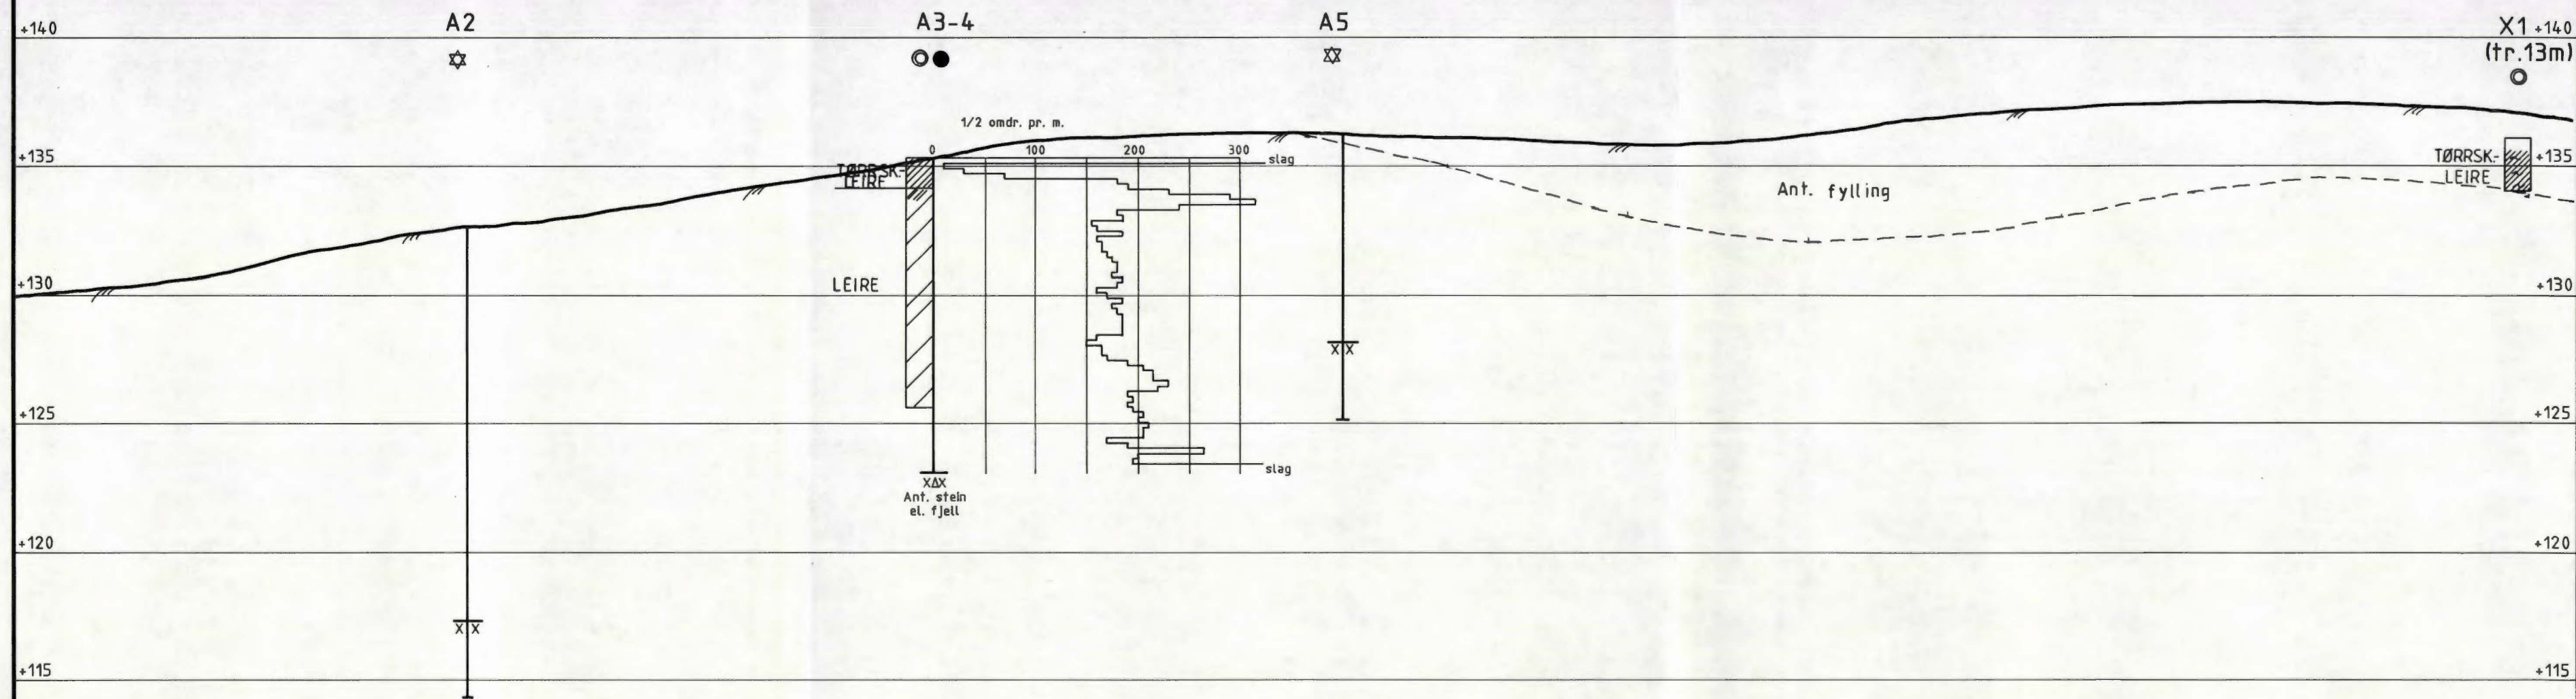 A2
A3-4
A5
X1
+140
+140
(tr.13m)
1/2 omdr. pr. m.
0
100
200
300
slag
+135
TØRRSK-
LEIRE
TØRRSK-
LEIRE
+135
Ant. fylling
+130
LEIRE
+130
X X
+125
+125
slag
XΔX
Ant. stein
el. fjell
+120
+120
X X
+115
+115